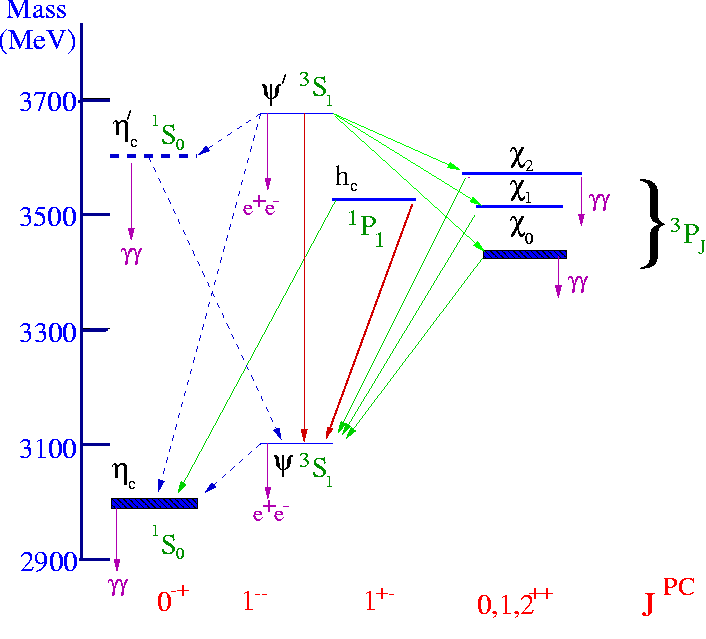 Mass
(MeV)
3700
ψ′ ³S₁
η′c ¹S₀
χ₂
hc
χ₁
γγ
e⁺e⁻
3500
¹P₁
χ₀
} ³PJ
γγ
γγ
3300
3100
ηc
ψ ³S₁
e⁺e⁻
¹S₀
2900
γγ
0⁻⁺ 1⁻⁻ 1⁺⁻ 0,1,2⁺⁺ J PC